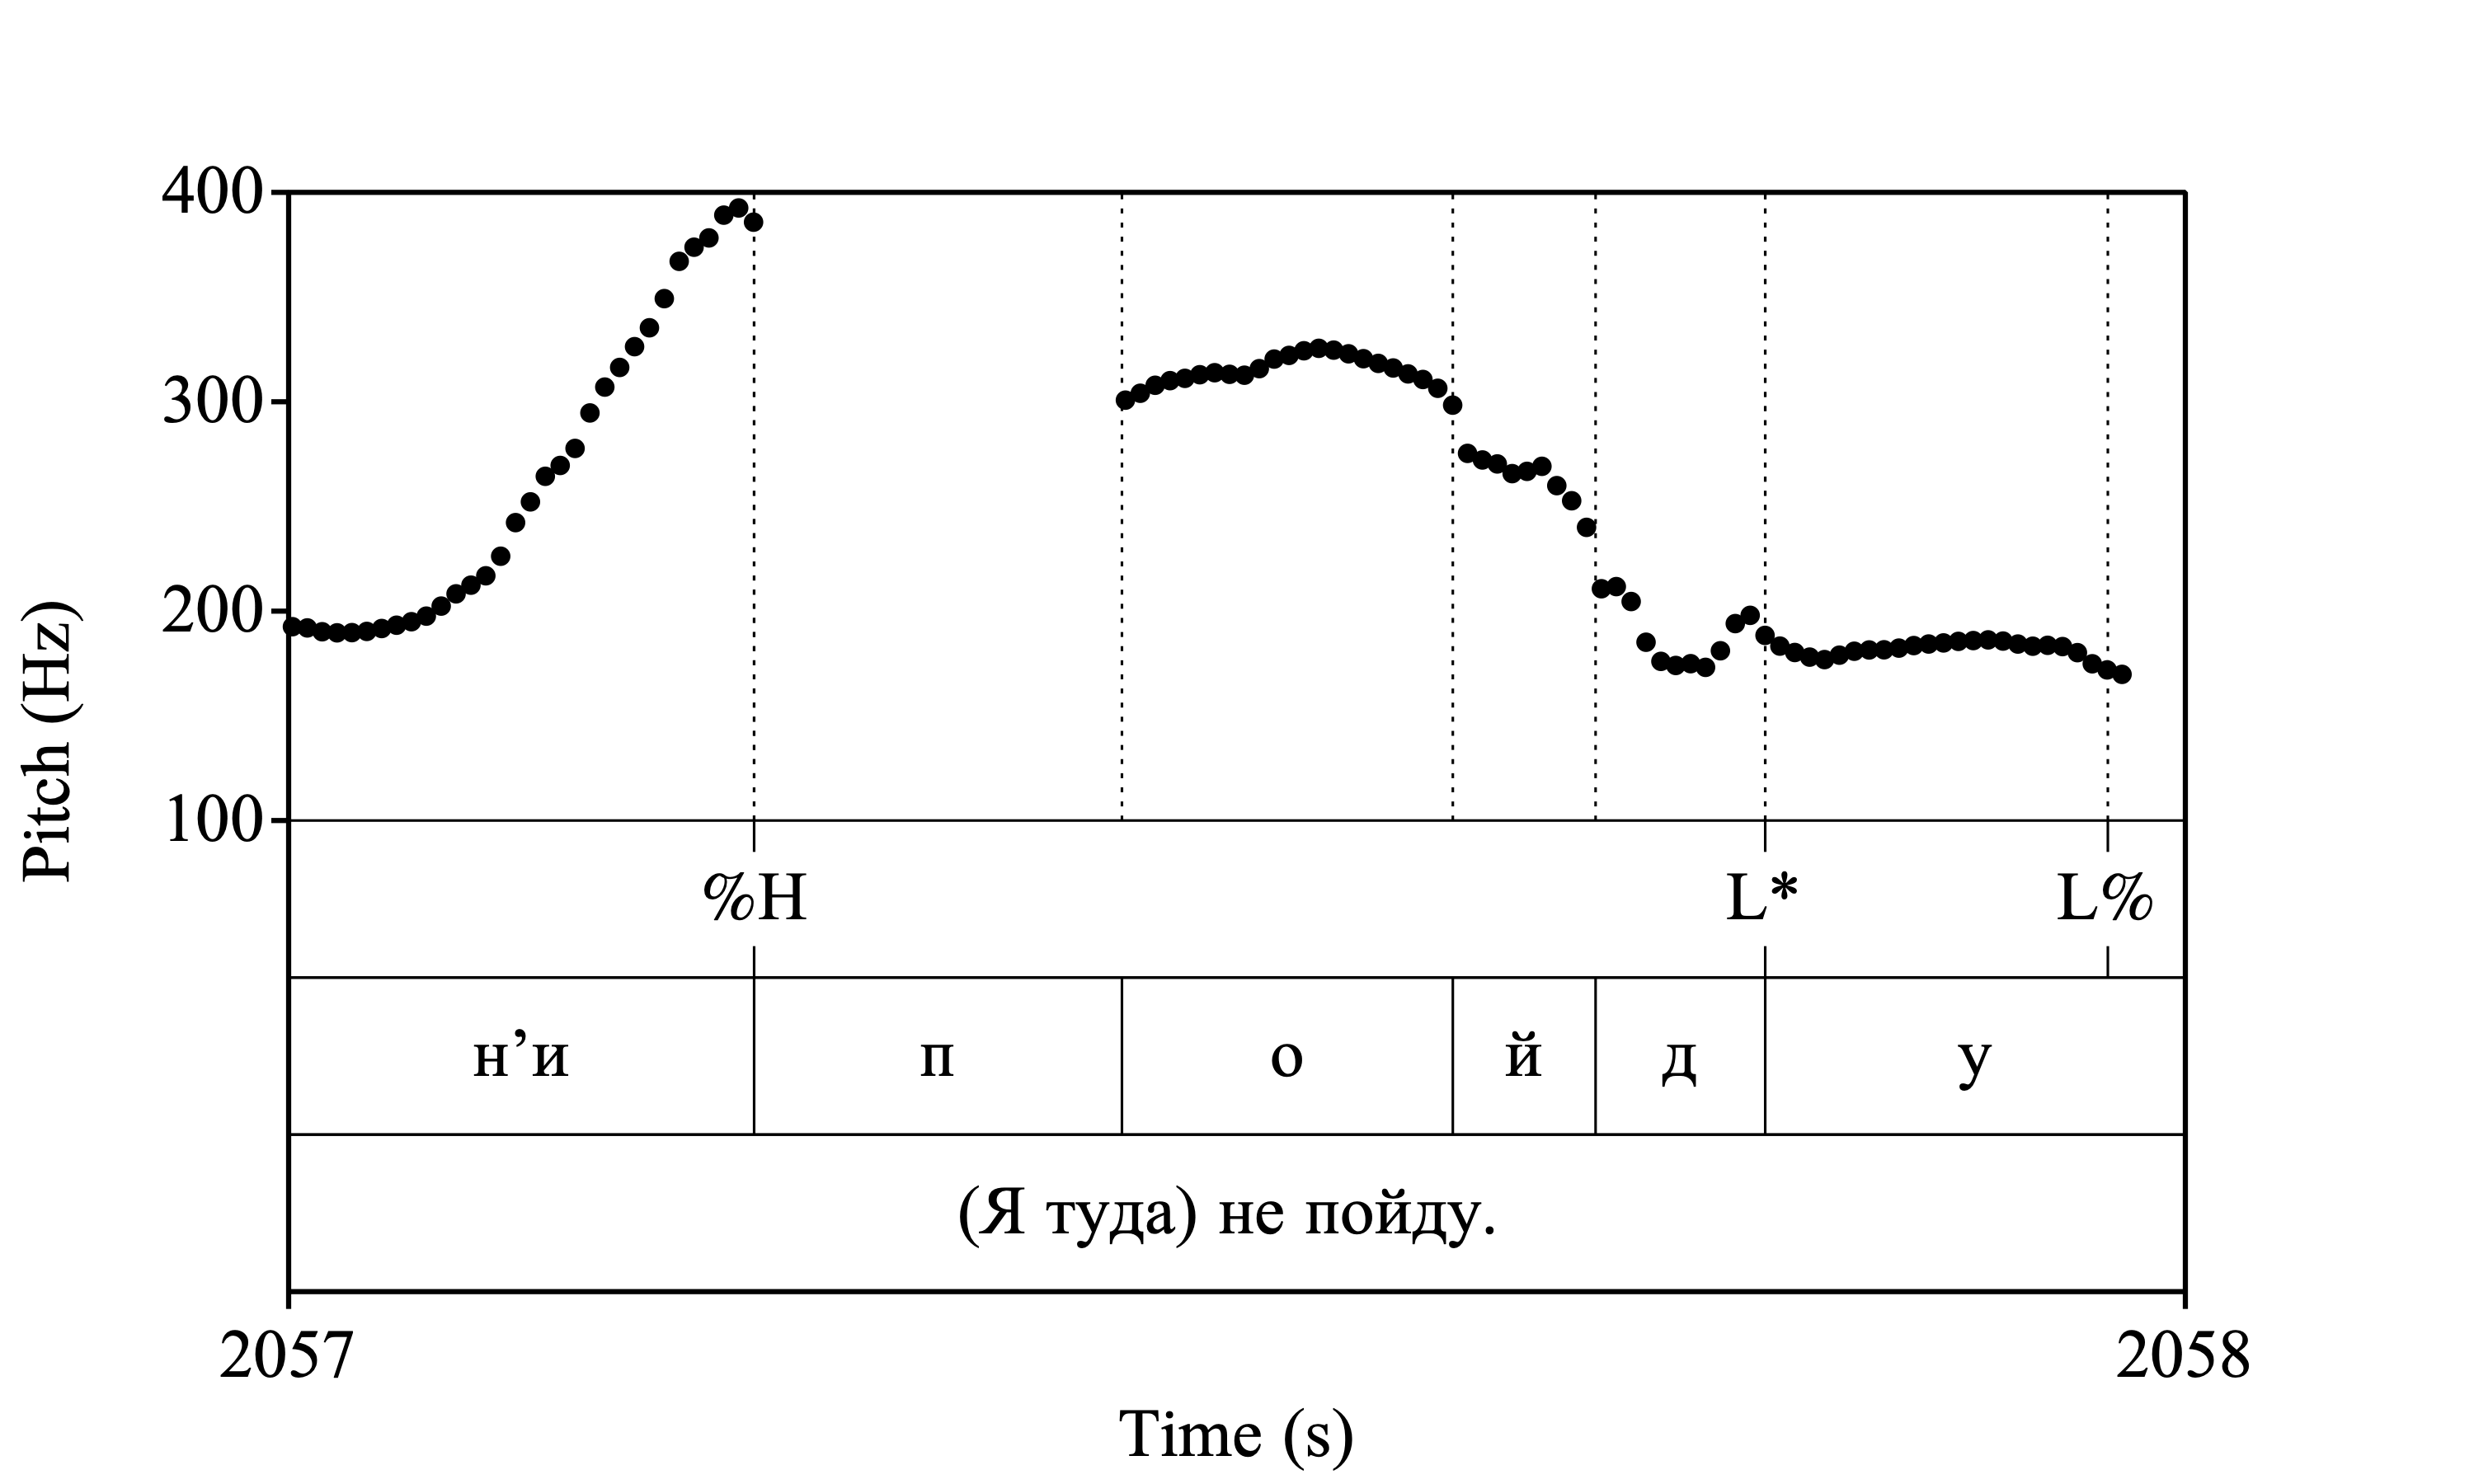 400
300
200
100
Pitch (Hz)
%H L* L%
н’и п о й д у
(Я туда) не пойду.
2057 2058
Time (s)